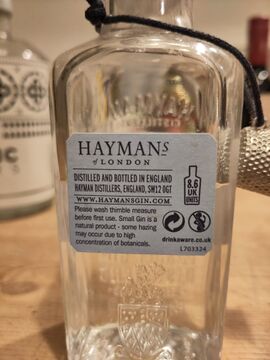 HAYMANS
of LONDON
DISTILLED AND BOTTLED IN ENGLAND
HAYMAN DISTILLERS, ENGLAND, SW12 0GT
WWW.HAYMANSGIN.COM
Please wash thimble measure
before first use. Small Gin is a
natural product - some hazing
may occur due to high
concentration of botanicals.
8.6
UK
UNITS
drinkaware.co.uk
L703324